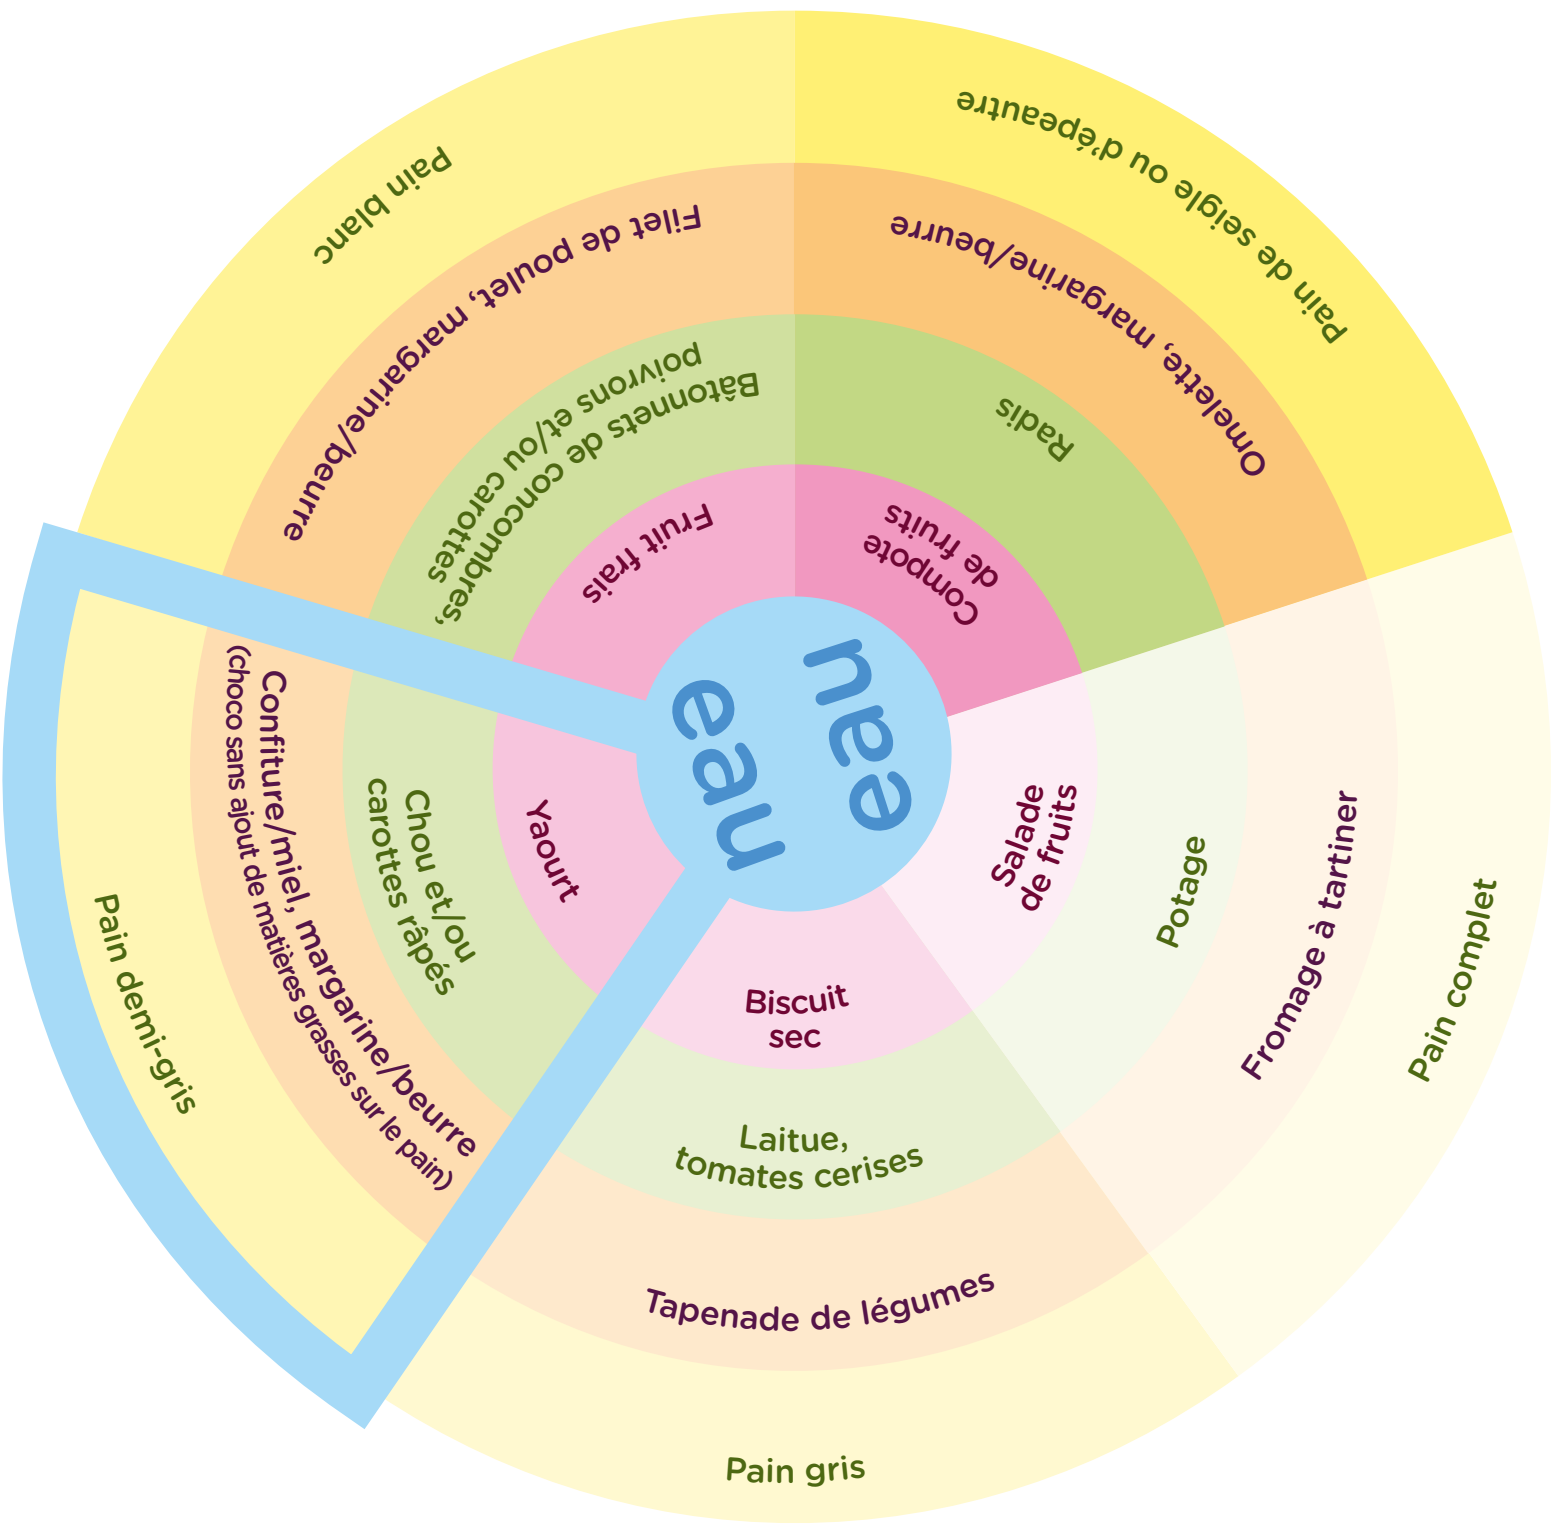 Pain blanc
Filet de poulet, margarine/beurre
Bâtonnets de concombres,
poivrons et/ou carottes
Fruit frais
Pain de seigle ou d'épeautre
Omelette, margarine/beurre
Radis
Compote
de fruits
Pain complet
Fromage à tartiner
Potage
Salade
de fruits
Pain gris
Tapenade de légumes
Laitue,
tomates cerises
Biscuit
sec
Pain demi-gris
Confiture/miel, margarine/beurre
(choco sans ajout de matières grasses sur le pain)
Chou et/ou
carottes râpés
Yaourt
eau
eau